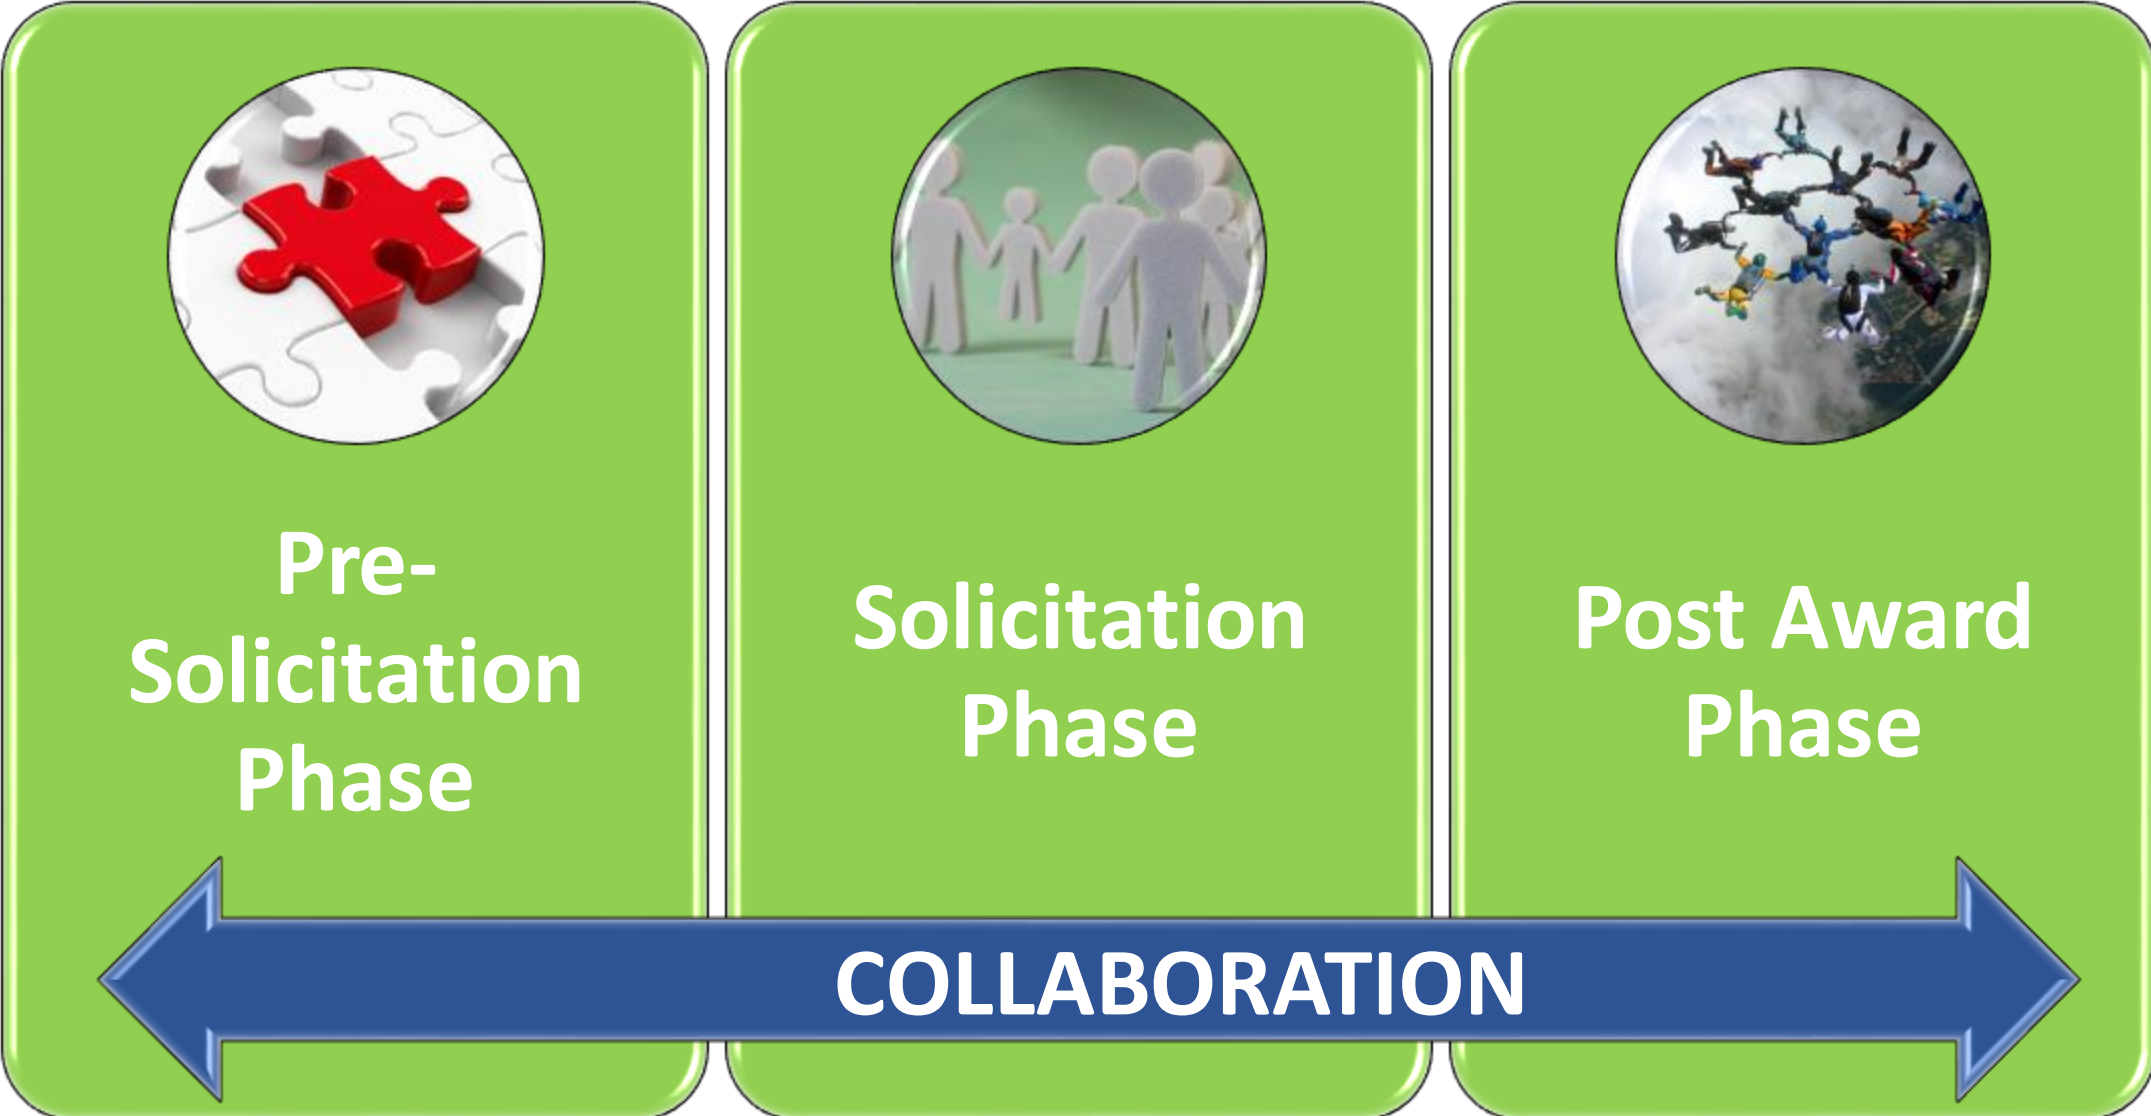 Pre-
Solicitation
Phase
Solicitation
Phase
Post Award
Phase
COLLABORATION